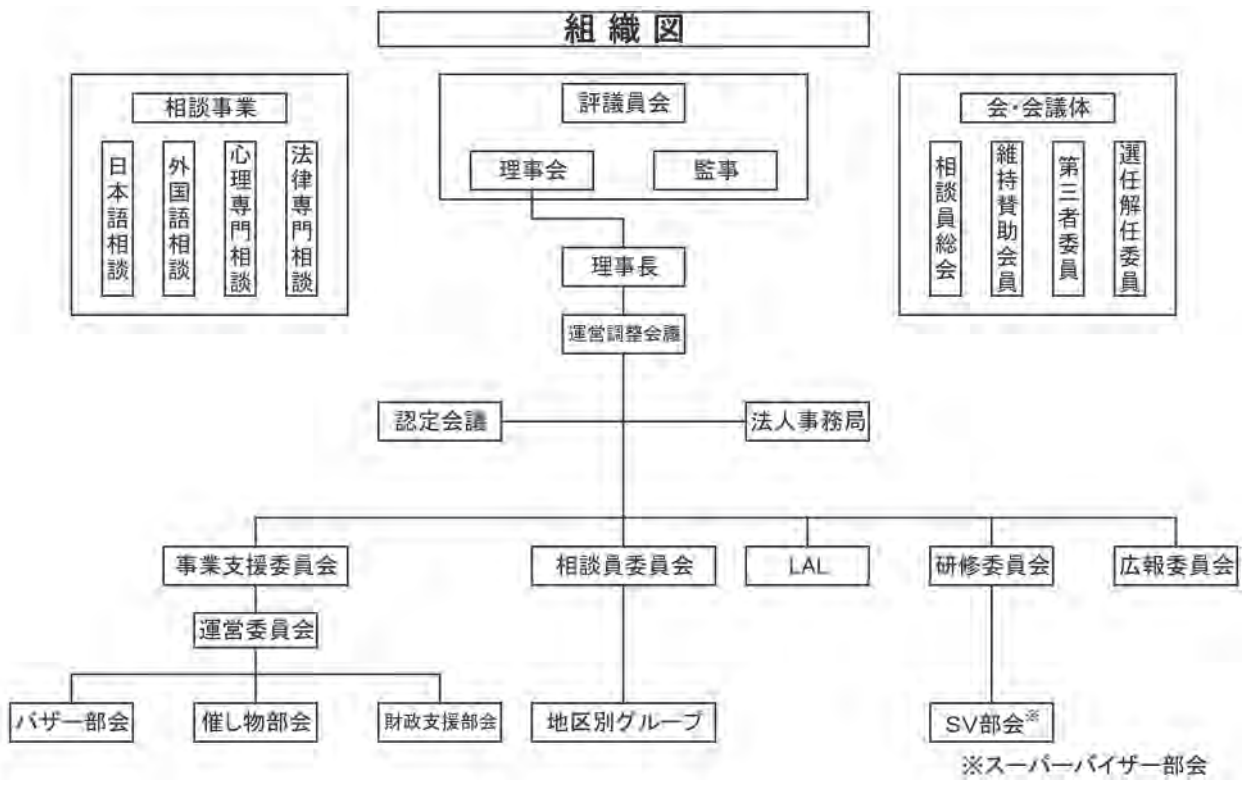 組織図
相談事業
日本語相談
外国語相談
心理専門相談
法律専門相談
評議員会
理事会
監事
会・会議体
相談員総会
維持賛助会員
第三者委員
選任解任委員
理事長
運営調整会議
認定会議
法人事務局
事業支援委員会
相談員委員会
LAL
研修委員会
広報委員会
運営委員会
バザー部会
催し物部会
財政支援部会
地区別グループ
SV部会※
※スーパーバイザー部会